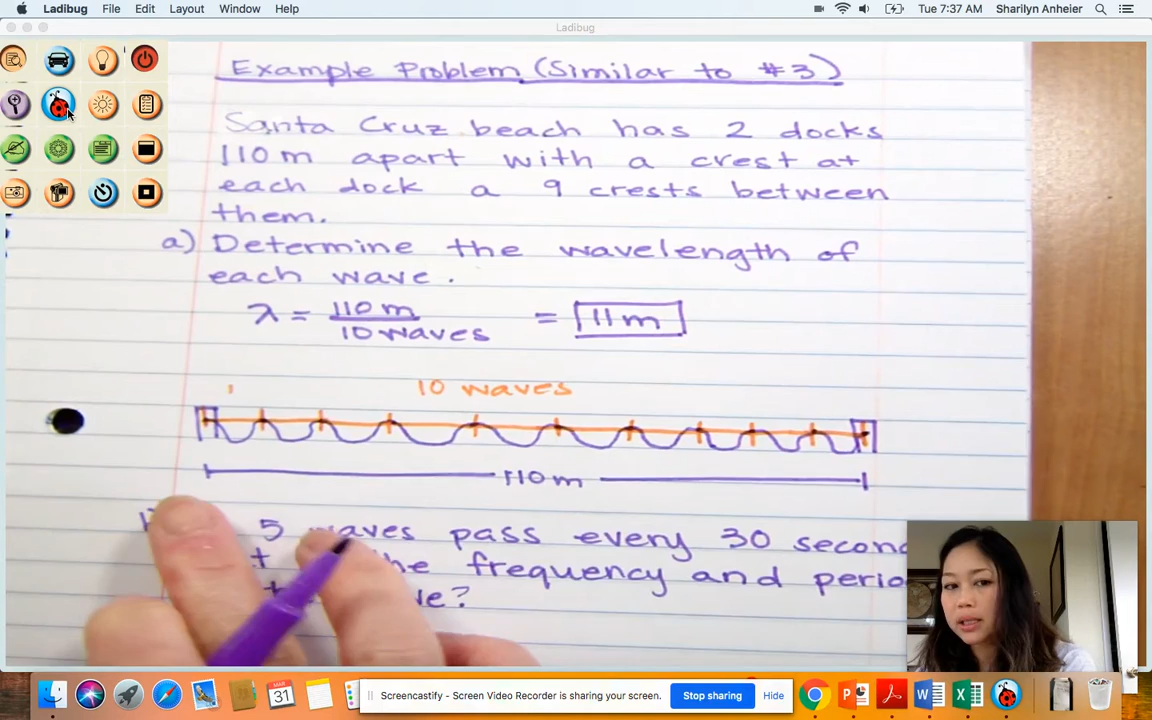 Ladibug File Edit Layout Window Help Tue 7:37 AM Sharilyn Anheier
Ladibug
Example Problem (Similar to #3)
Santa Cruz beach has 2 docks
110 m apart with a crest at
each dock a 9 crests between
them.
a) Determine the wavelength of
each wave.
λ = 110 m / 10 waves = 11 m
10 waves
110 m
5 waves pass every 30 second
the frequency and perio
?
31
Screencastify - Screen Video Recorder is sharing your screen. Stop sharing Hide